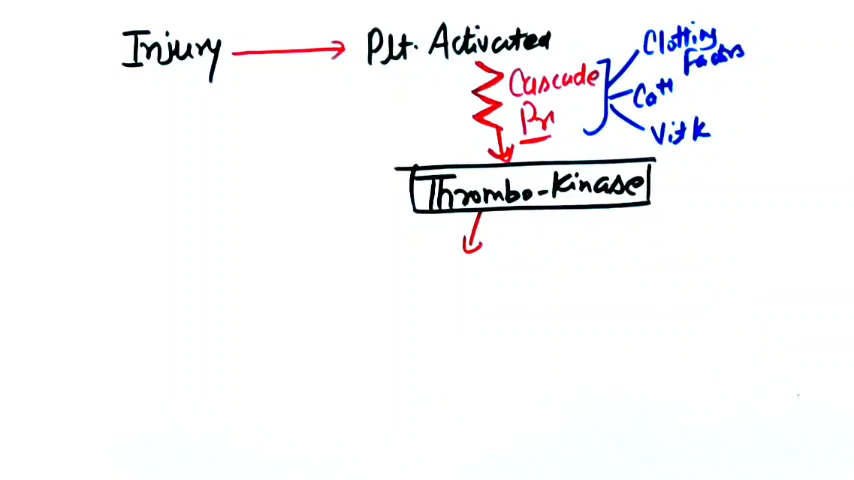 Injury
Plt. Activated
Cascade
Pr
Clotting
Factors
Ca++
Vit K
Thrombo-Kinase